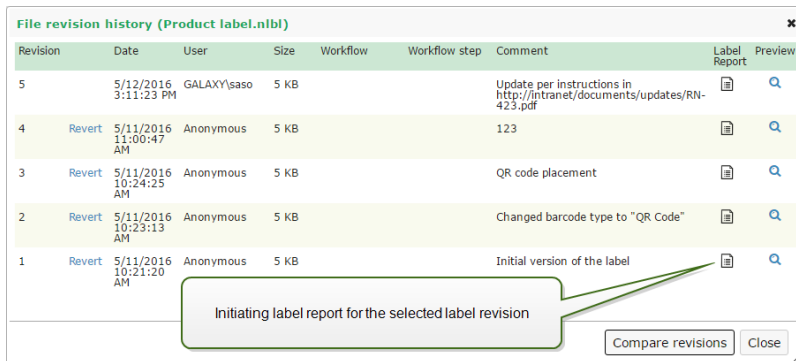 File revision history (Product label.nlbl)
Revision Date User Size Workflow Workflow step Comment Label Report Preview
5 5/12/2016 3:11:23 PM GALAXY\saso 5 KB Update per instructions in http://intranet/documents/updates/RN-423.pdf
4 Revert 5/11/2016 11:00:47 AM Anonymous 5 KB 123
3 Revert 5/11/2016 10:24:25 AM Anonymous 5 KB QR code placement
2 Revert 5/11/2016 10:23:13 AM Anonymous 5 KB Changed barcode type to "QR Code"
1 Revert 5/11/2016 10:21:20 AM Anonymous 5 KB Initial version of the label
Initiating label report for the selected label revision
Compare revisions Close